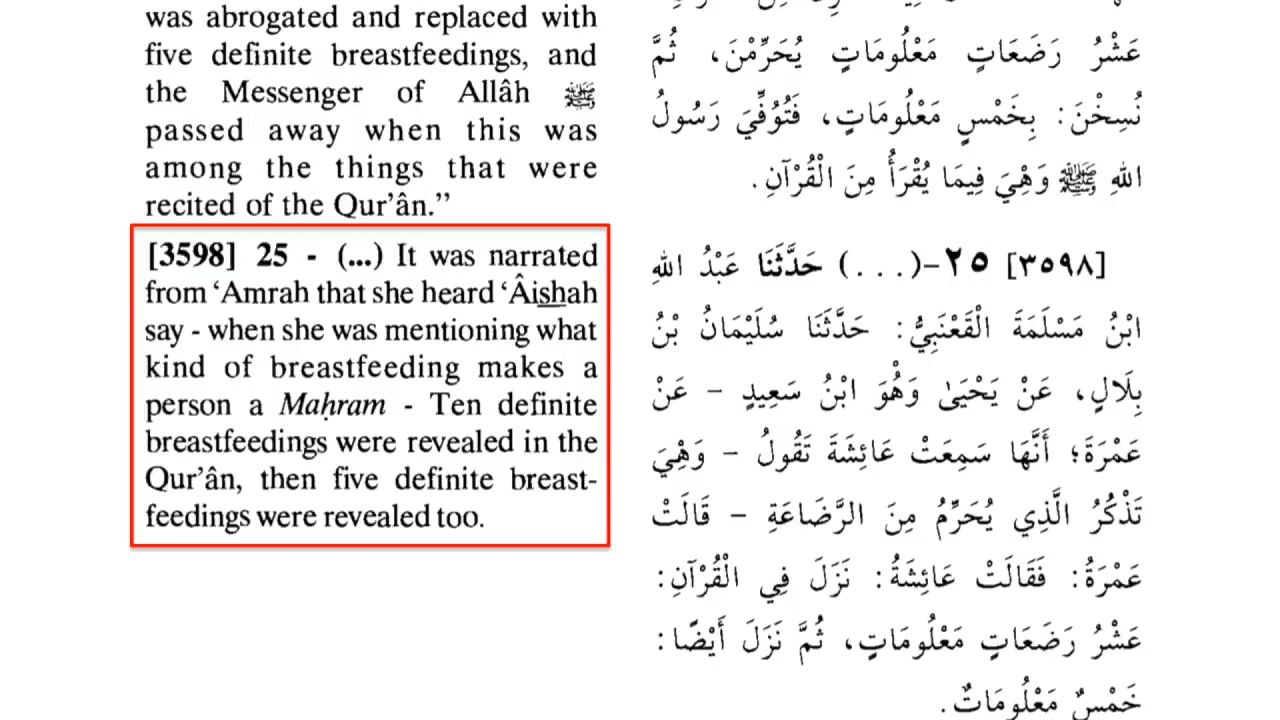 was abrogated and replaced with
five definite breastfeedings, and
the Messenger of Allâh ﷺ
passed away when this was
among the things that were
recited of the Qur’ân.”
[3598] 25 - (...) It was narrated
from ‘Amrah that she heard ‘Âishah
say - when she was mentioning what
kind of breastfeeding makes a
person a Maḥram - Ten definite
breastfeedings were revealed in the
Qur’ân, then five definite breast-
feedings were revealed too.
عَشْرُ رَضَعَاتٍ مَعْلُومَاتٍ يُحَرِّمْنَ، ثُمَّ
نُسِخْنَ: بِخَمْسٍ مَعْلُومَاتٍ، فَتُوُفِّيَ رَسُولُ
اللهِ ﷺ وَهْيَ فِيمَا يُقْرَأُ مِنَ الْقُرْآنِ.
[٣٥٩٨] ٢٥-(...) حَدَّثَنَا عَبْدُ اللهِ
ابْنُ مَسْلَمَةَ الْقَعْنَبِيُّ: حَدَّثَنَا سُلَيْمَانُ بْنُ
بِلَالٍ، عَنْ يَحْيَىٰ وَهُوَ ابْنُ سَعِيدٍ - عَنْ
عَمْرَةَ؛ أَنَّهَا سَمِعَتْ عَائِشَةَ تَقُولُ - وَهْيَ
تَذْكُرُ الَّذِي يُحَرِّمُ مِنَ الرَّضَاعَةِ - قَالَتْ
عَمْرَةُ: فَقَالَتْ عَائِشَةُ: نَزَلَ فِي الْقُرْآنِ:
عَشْرُ رَضَعَاتٍ مَعْلُومَاتٍ، ثُمَّ نَزَلَ أَيْضًا:
خَمْسٌ مَعْلُومَاتٌ.